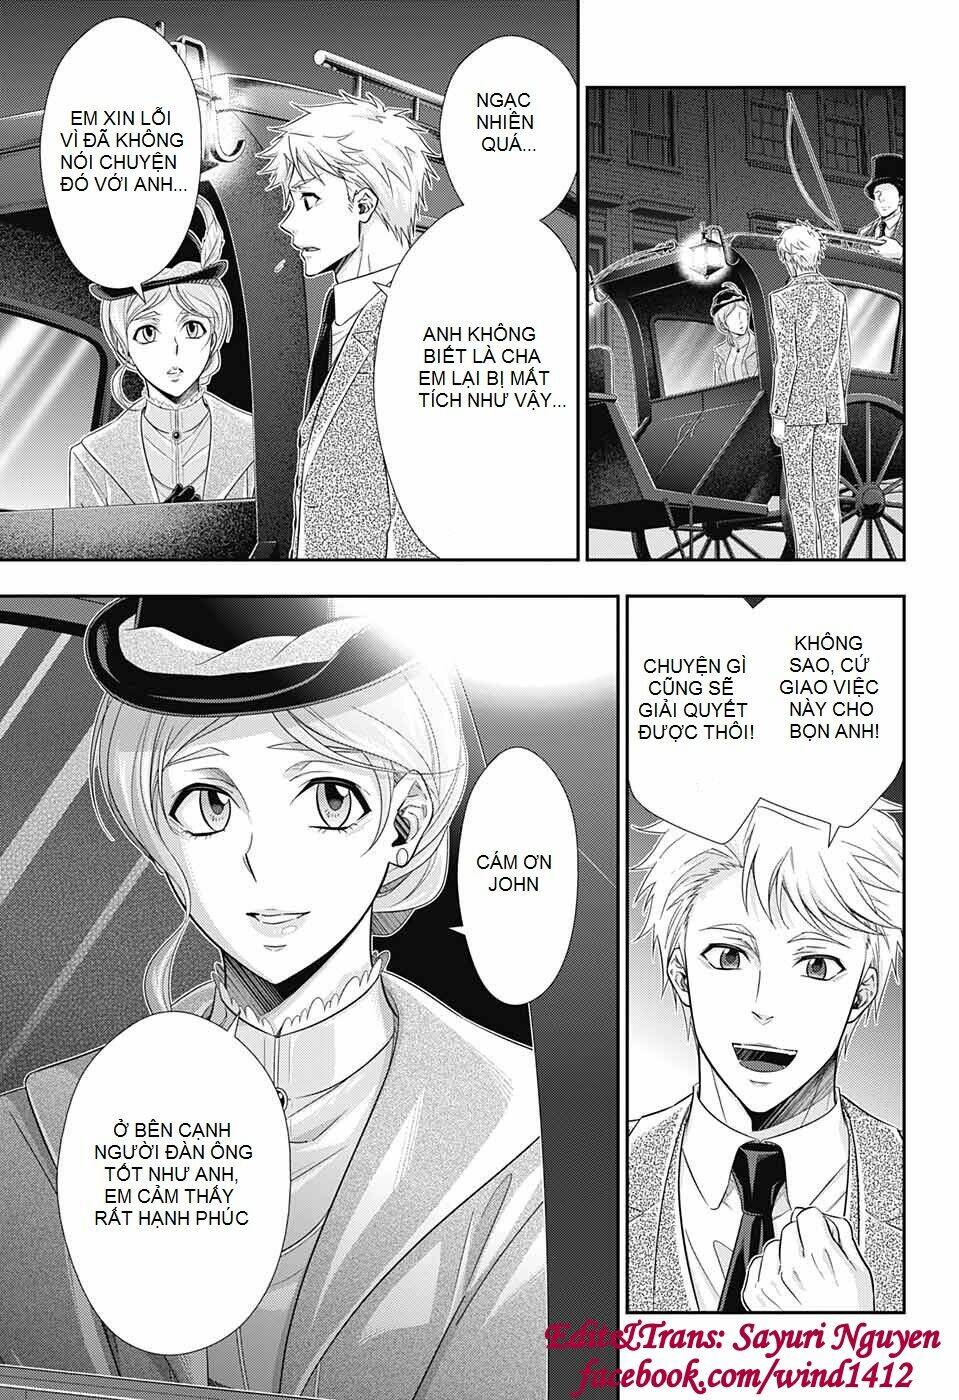 NGẠC
NHIÊN
QUÁ...
ANH KHÔNG
BIẾT LÀ CHA
EM LẠI BỊ MẤT
TÍCH NHƯ VẬY...
EM XIN LỖI
VÌ ĐÃ KHÔNG
NÓI CHUYỆN
ĐÓ VỚI ANH...
KHÔNG
SAO, CỨ
GIAO VIỆC
NÀY CHO
BỌN ANH!
CHUYỆN GÌ
CŨNG SẼ
GIẢI QUYẾT
ĐƯỢC THÔI!
CÁM ƠN
JOHN
Ở BÊN CẠNH
NGƯỜI ĐÀN ÔNG
TỐT NHƯ ANH,
EM CẢM THẤY
RẤT HẠNH PHÚC
Edit&Trans: Sayuri Nguyen
facebook.com/wind1412